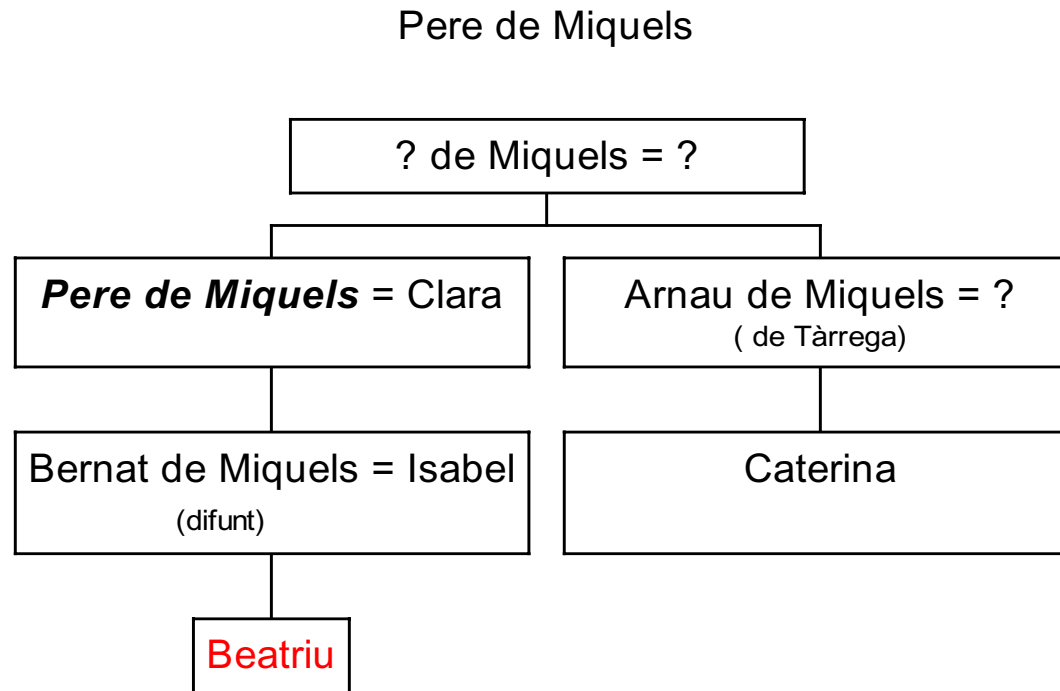 Pere de Miquels
? de Miquels = ?
Pere de Miquels = Clara
Arnau de Miquels = ?
( de Tàrrega)
Bernat de Miquels = Isabel
(difunt)
Caterina
Beatriu